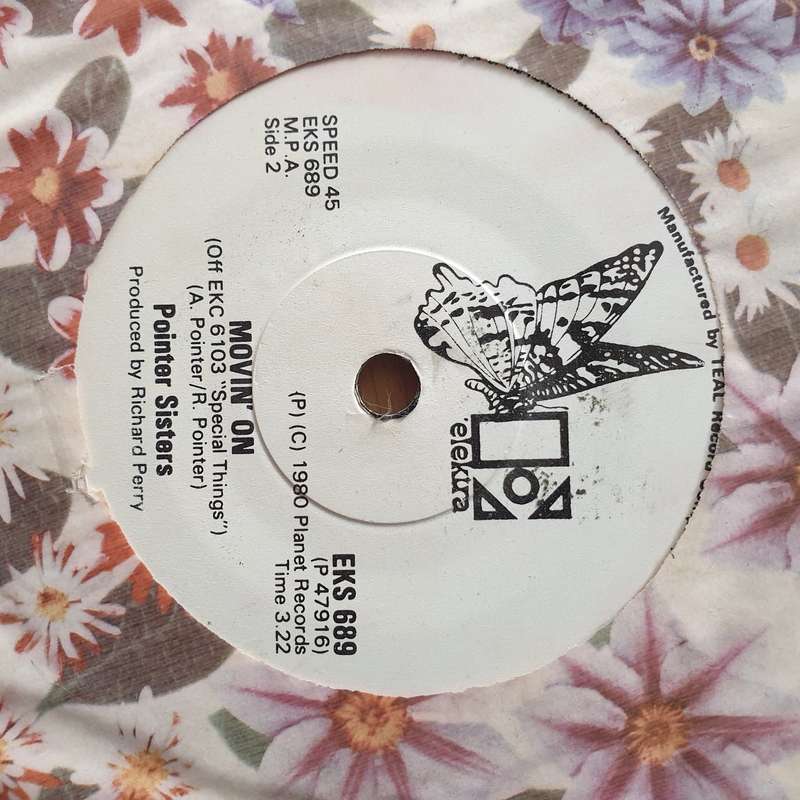 Manufactured by TEAL Record
elektra
SPEED 45
EKS 689
M.P.A.
Side 2
EKS 689
(P 47916)
Time 3.22
(P) (C) 1980 Planet Records
MOVIN' ON
(Off EKC 6103 "Special Things")
(A. Pointer/R. Pointer)
Pointer Sisters
Produced by Richard Perry